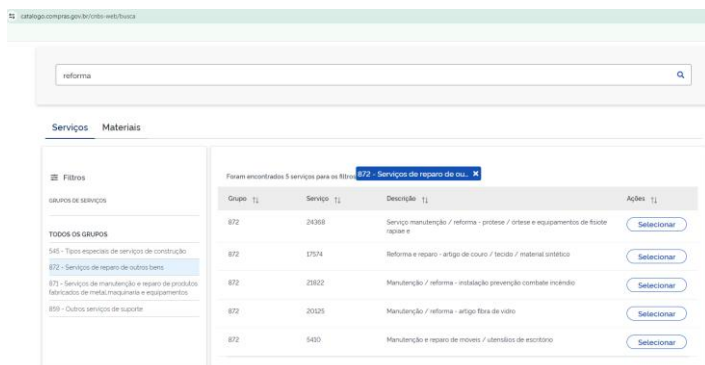 catalogo.compras.gov.br/cnbs-web/busca
reforma
Serviços Materiais
Filtros
GRUPOS DE SERVIÇOS
TODOS OS GRUPOS
545 - Tipos especiais de serviços de construção
872 - Serviços de reparo de outros bens
871 - Serviços de manutenção e reparo de produtos
fabricados de metal,maquinaria e equipamentos
859 - Outros serviços de suporte
Foram encontrados 5 serviços para os filtros 872 - Serviços de reparo de ou...
Grupo Serviço Descrição Ações
872 24368 Serviço manutenção / reforma - protese / órtese e equipamentos de fisiote
rapiae e Selecionar
872 17574 Reforma e reparo - artigo de couro / tecido / material sintético Selecionar
872 21822 Manutenção / reforma - instalação prevenção combate incêndio Selecionar
872 20125 Manutenção / reforma - artigo fibra de vidro Selecionar
872 5410 Manutenção e reparo de móveis / utensílios de escritório Selecionar